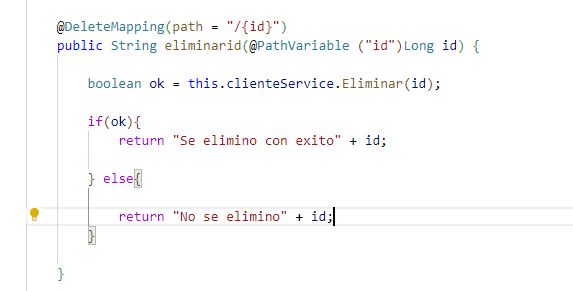 @DeleteMapping(path = "/{id}")
public String eliminarid(@PathVariable ("id")Long id) {
boolean ok = this.clienteService.Eliminar(id);
if(ok){
return "Se elimino con exito" + id;
} else{
return "No se elimino" + id;
}
}